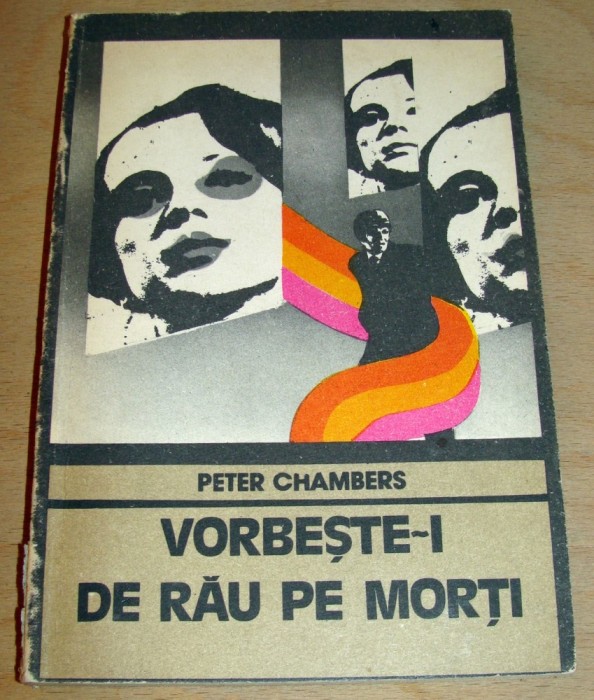 PETER CHAMBERS
VORBEȘTE-I
DE RĂU PE MORȚI